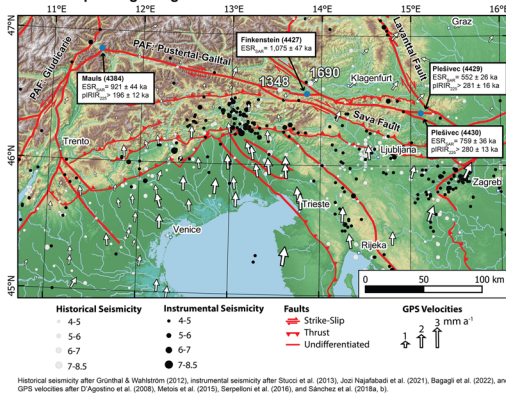 11°E
12°E
13°E
14°E
15°E
16°E
47°N
46°N
45°N
Graz
PAF: Giudicarie
PAF: Pustertal-Gailtal
Lavanttal Fault
Finkenstein (4427)
ESR_SAR = 1,075 ± 47 ka
Mauls (4384)
ESR_SAR = 921 ± 44 ka
pIRIR_225 > 196 ± 12 ka
1348
1690
Klagenfurt
Plešivec (4429)
ESR_SAR = 552 ± 26 ka
pIRIR_225 > 281 ± 16 ka
Sava Fault
Plešivec (4430)
ESR_SAR = 759 ± 36 ka
pIRIR_225 > 280 ± 13 ka
Trento
Ljubljana
Zagreb
Trieste
Venice
Rijeka
0 50 100 km
Historical Seismicity
4-5
5-6
6-7
7-8.5
Instrumental Seismicity
4-5
5-6
6-7
7-8.5
Faults
Strike-Slip
Thrust
Undifferentiated
GPS Velocities
1 2 3 mm a⁻¹
Historical seismicity after Grünthal & Wahlström (2012), instrumental seismicity after Stucci et al. (2013), Jozi Najafabadi et al. (2021), Bagagli et al. (2022), and
GPS velocities after D'Agostino et al. (2008), Metois et al. (2015), Serpelloni et al. (2016), and Sánchez et al. (2018a, b).